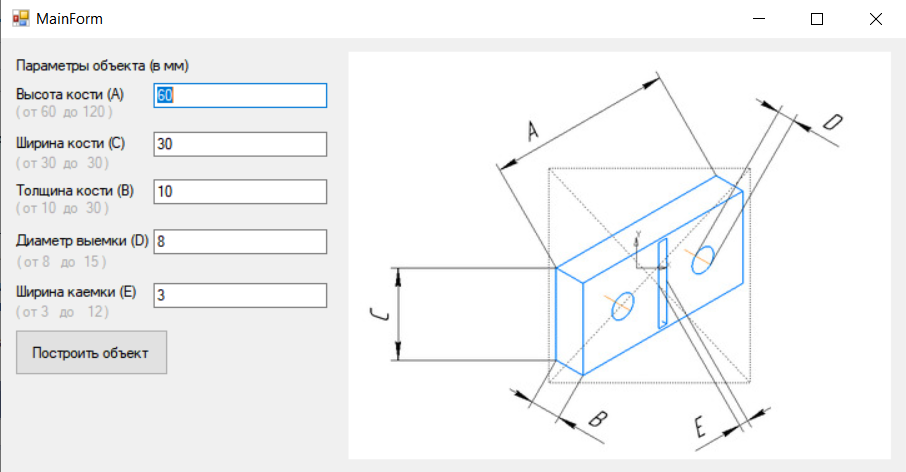 MainForm
Параметры объекта (в мм)
Высота кости (A)
60
( от 60 до 120 )
Ширина кости (C)
30
( от 30 до 30 )
Толщина кости (B)
10
( от 10 до 30 )
Диаметр выемки (D)
8
( от 8 до 15 )
Ширина каемки (E)
3
( от 3 до 12 )
Построить объект
A
D
Y
C
B
E